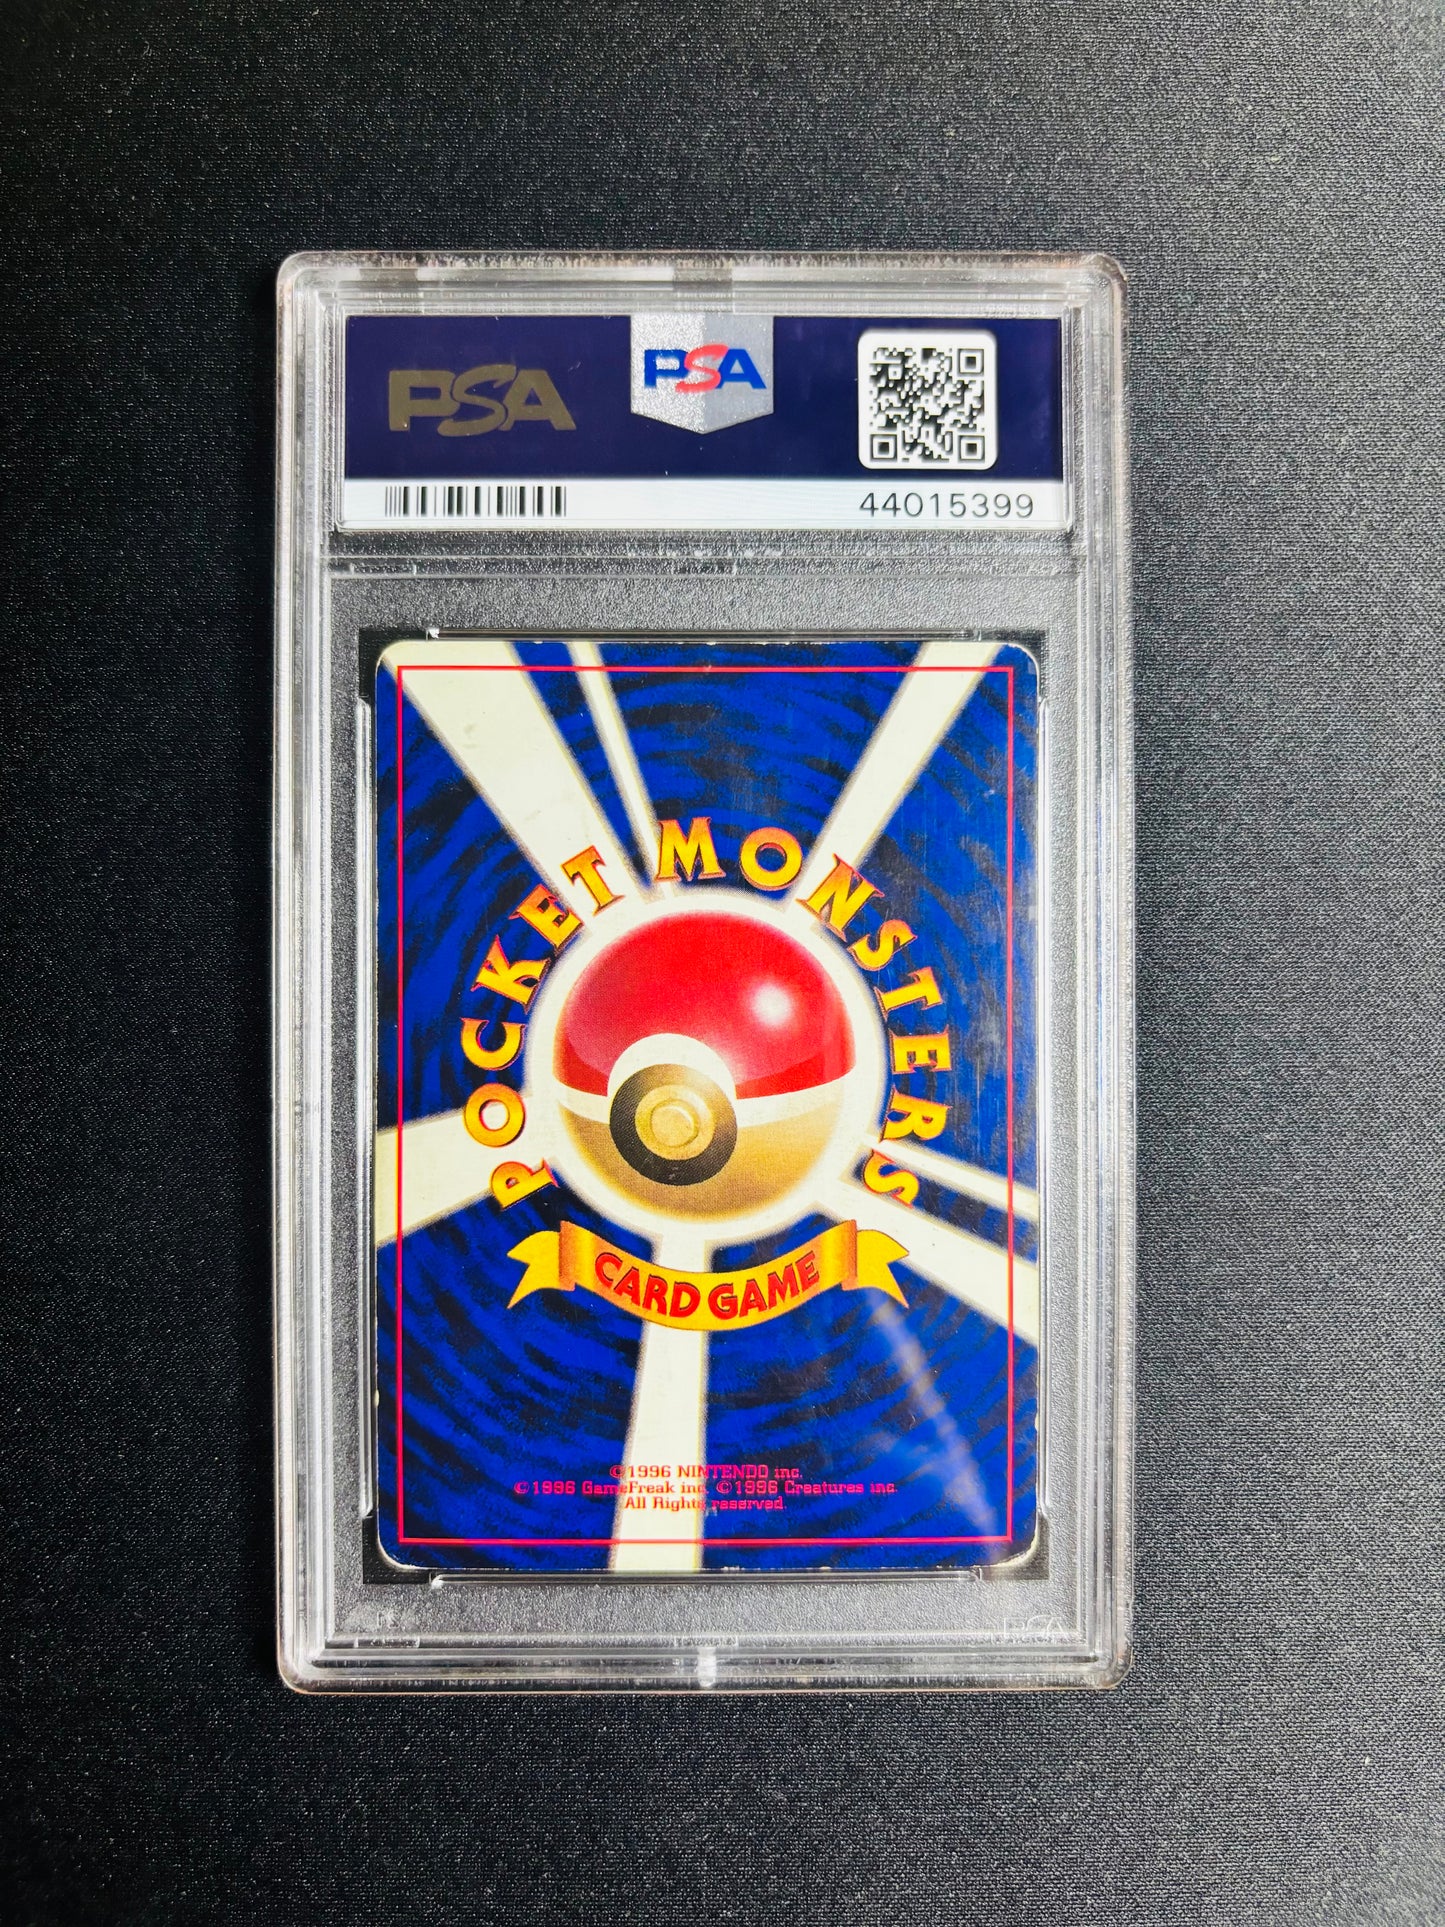 PSA
PSA
44015399
POCKET MONSTERS
CARD GAME
©1996 NINTENDO inc.
©1996 GameFreak inc. ©1996 Creatures inc.
All Rights reserved.
PSA